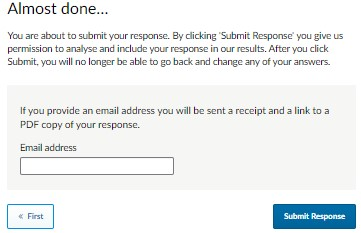 Almost done...
You are about to submit your response. By clicking 'Submit Response' you give us
permission to analyse and include your response in our results. After you click
Submit, you will no longer be able to go back and change any of your answers.
If you provide an email address you will be sent a receipt and a link to a
PDF copy of your response.
Email address
« First
Submit Response